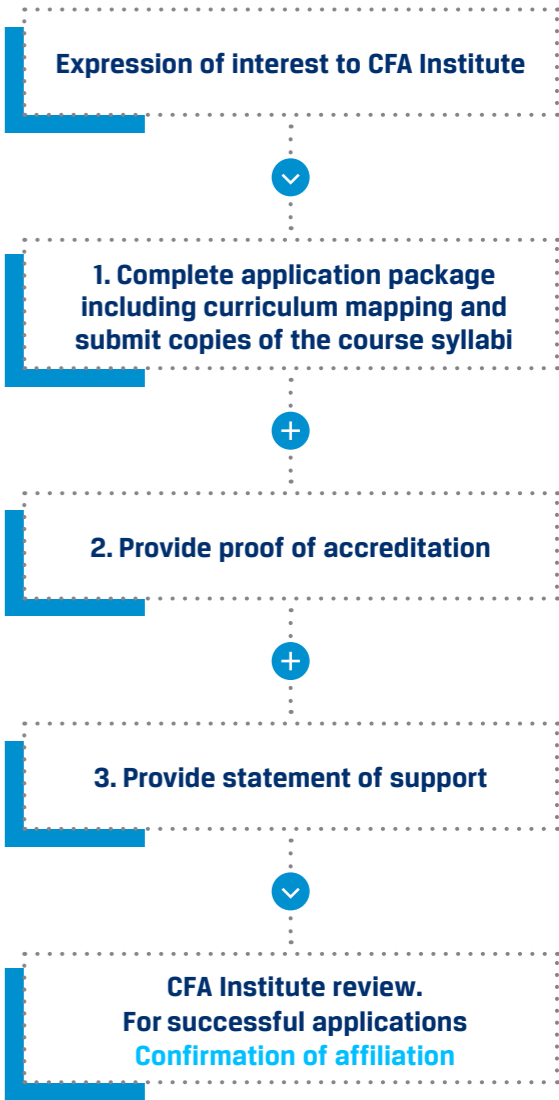 Expression of interest to CFA Institute
1. Complete application package
including curriculum mapping and
submit copies of the course syllabi
2. Provide proof of accreditation
3. Provide statement of support
CFA Institute review.
For successful applications
Confirmation of affiliation